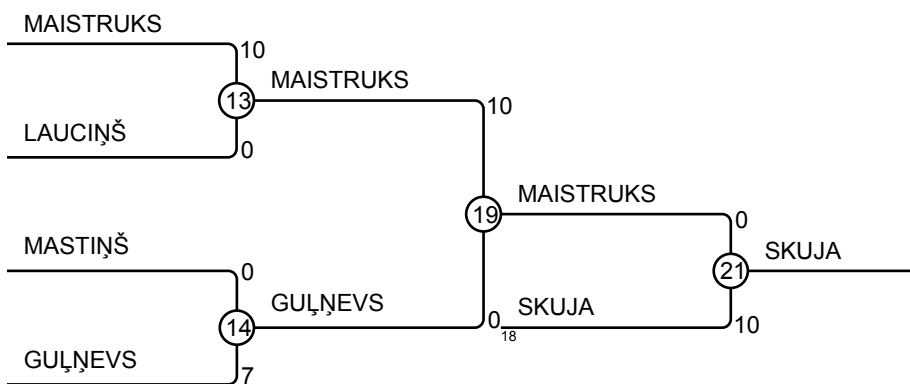 MAISTRUKS
10
13
MAISTRUKS
10
LAUCIŅŠ
0
19
MAISTRUKS
0
MASTIŅŠ
0
21
SKUJA
14
GUĻŅEVS
0
18
SKUJA
10
GUĻŅEVS
7